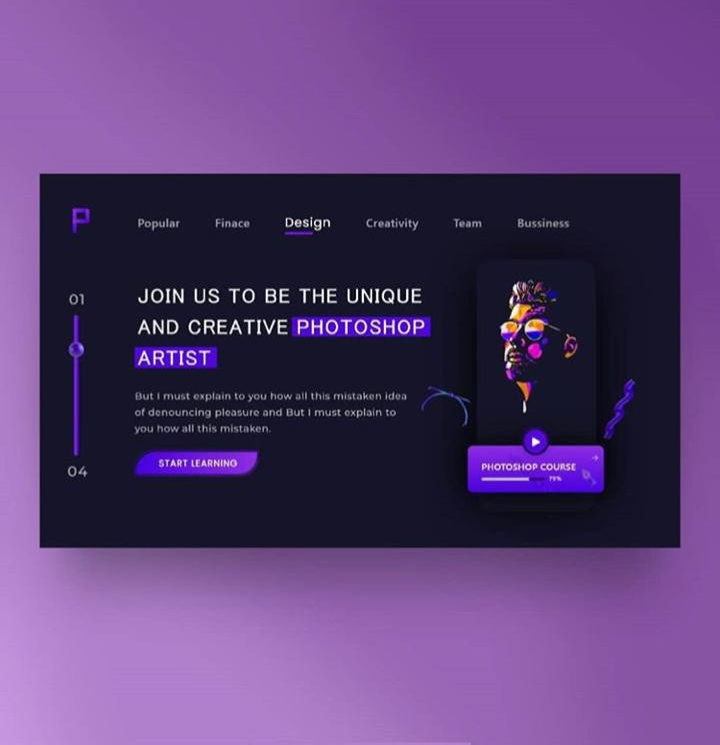 P
Popular Finace Design Creativity Team Bussiness
01
JOIN US TO BE THE UNIQUE
AND CREATIVE PHOTOSHOP
ARTIST
But I must explain to you how all this mistaken idea
of denouncing pleasure and But I must explain to
you how all this mistaken.
START LEARNING
04
PHOTOSHOP COURSE
75%